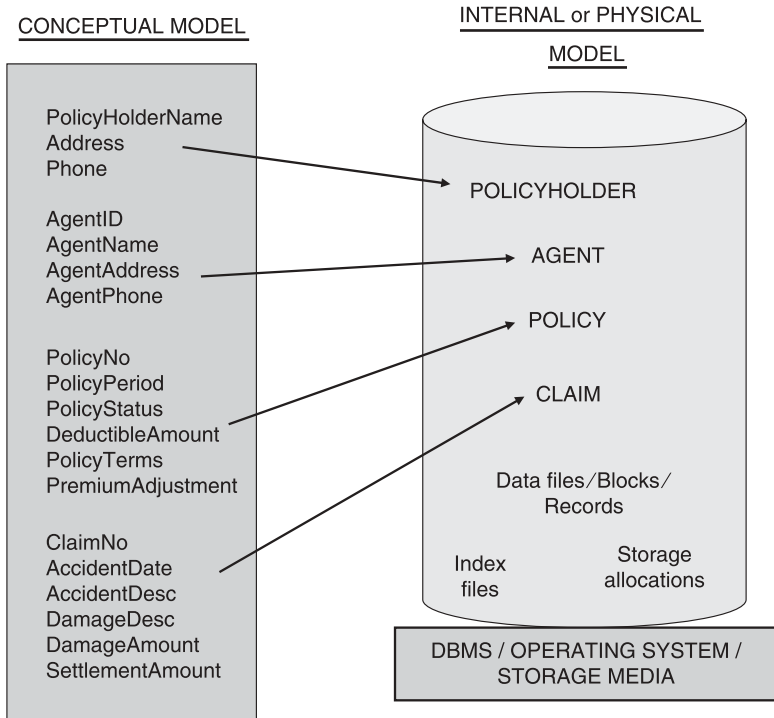 CONCEPTUAL MODEL
PolicyHolderName
Address
Phone
AgentID
AgentName
AgentAddress
AgentPhone
PolicyNo
PolicyPeriod
PolicyStatus
DeductibleAmount
PolicyTerms
PremiumAdjustment
ClaimNo
AccidentDate
AccidentDesc
DamageDesc
DamageAmount
SettlementAmount
INTERNAL or PHYSICAL
MODEL
POLICYHOLDER
AGENT
POLICY
CLAIM
Data files/Blocks/
Records
Index
files
Storage
allocations
DBMS / OPERATING SYSTEM /
STORAGE MEDIA